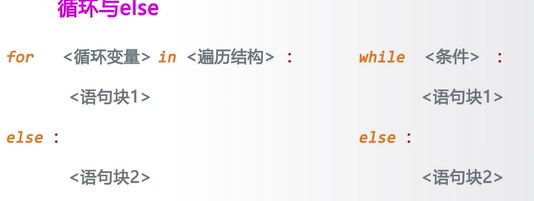 循环与else
for <循环变量> in <遍历结构> : while <条件> :
<语句块1> <语句块1>
else : else :
<语句块2> <语句块2>